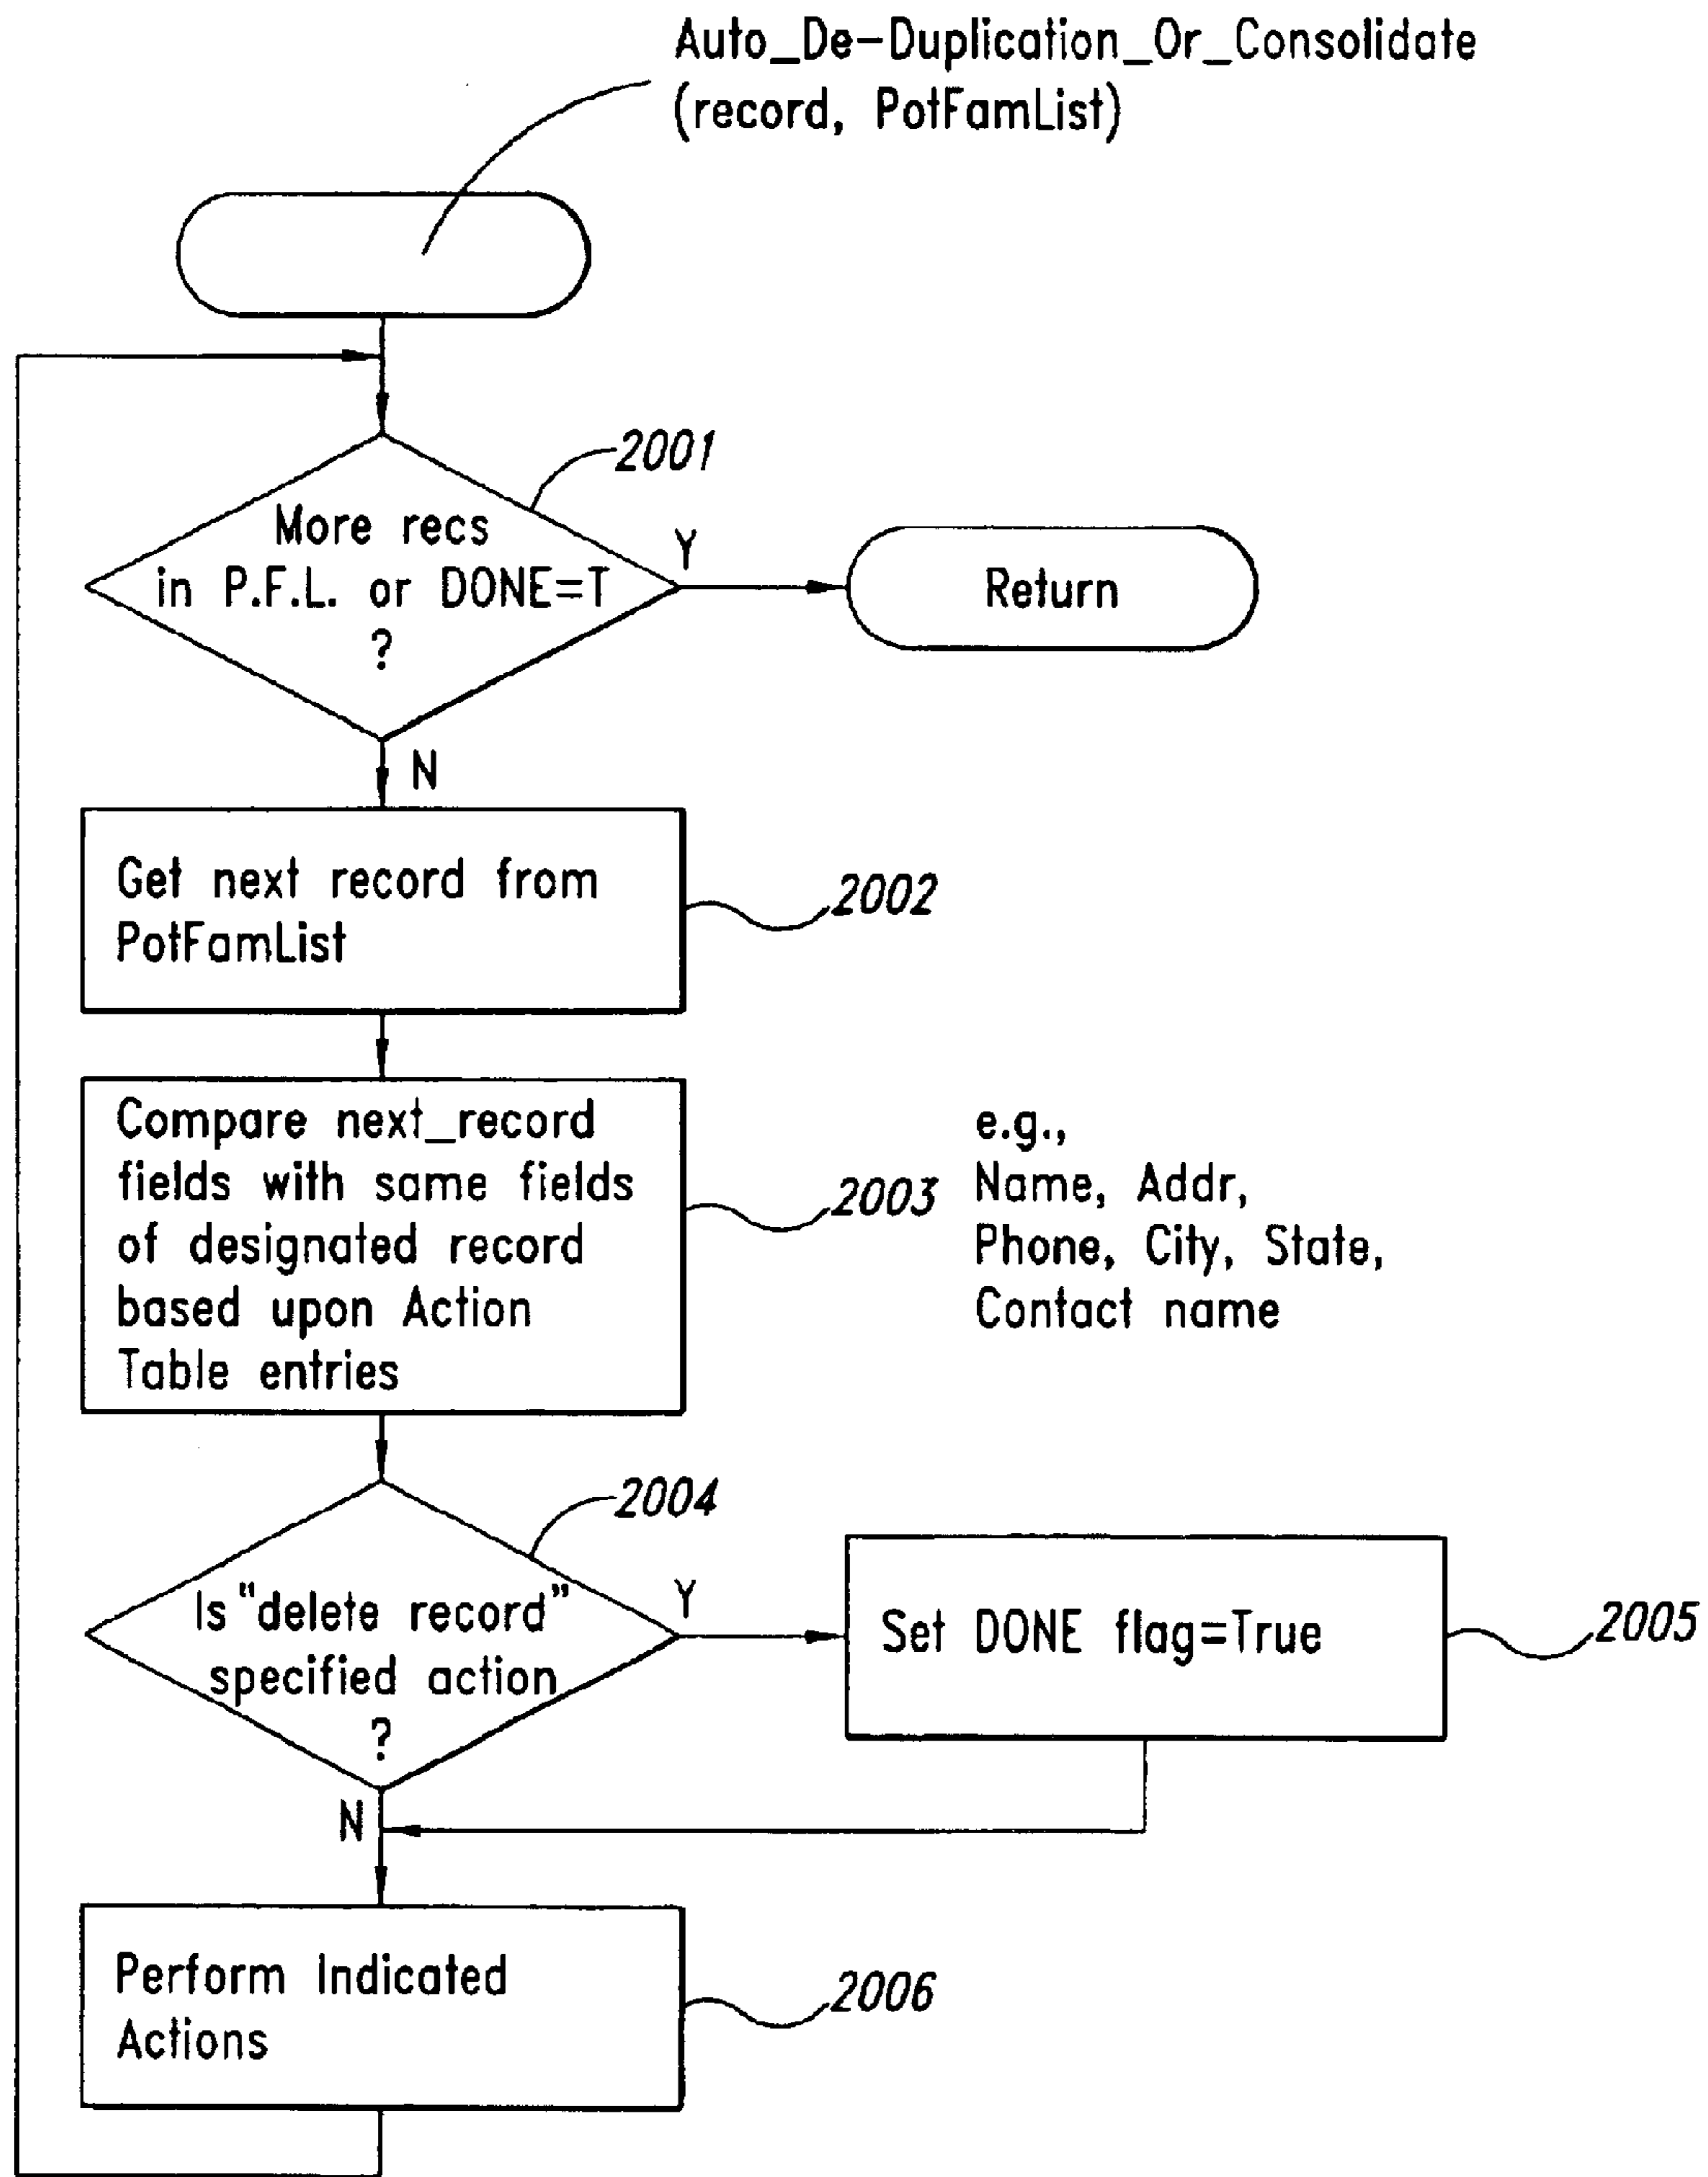 Auto_De-Duplication_Or_Consolidate
(record, PotFamList)
2001
More recs
in P.F.L. or DONE=T
?
Y
Return
N
Get next record from
PotFamList
2002
Compare next_record
fields with same fields
of designated record
based upon Action
Table entries
2003
e.g.,
Name, Addr,
Phone, City, State,
Contact name
2004
Is "delete record"
specified action
?
Y
Set DONE flag=True
2005
N
Perform Indicated
Actions
2006